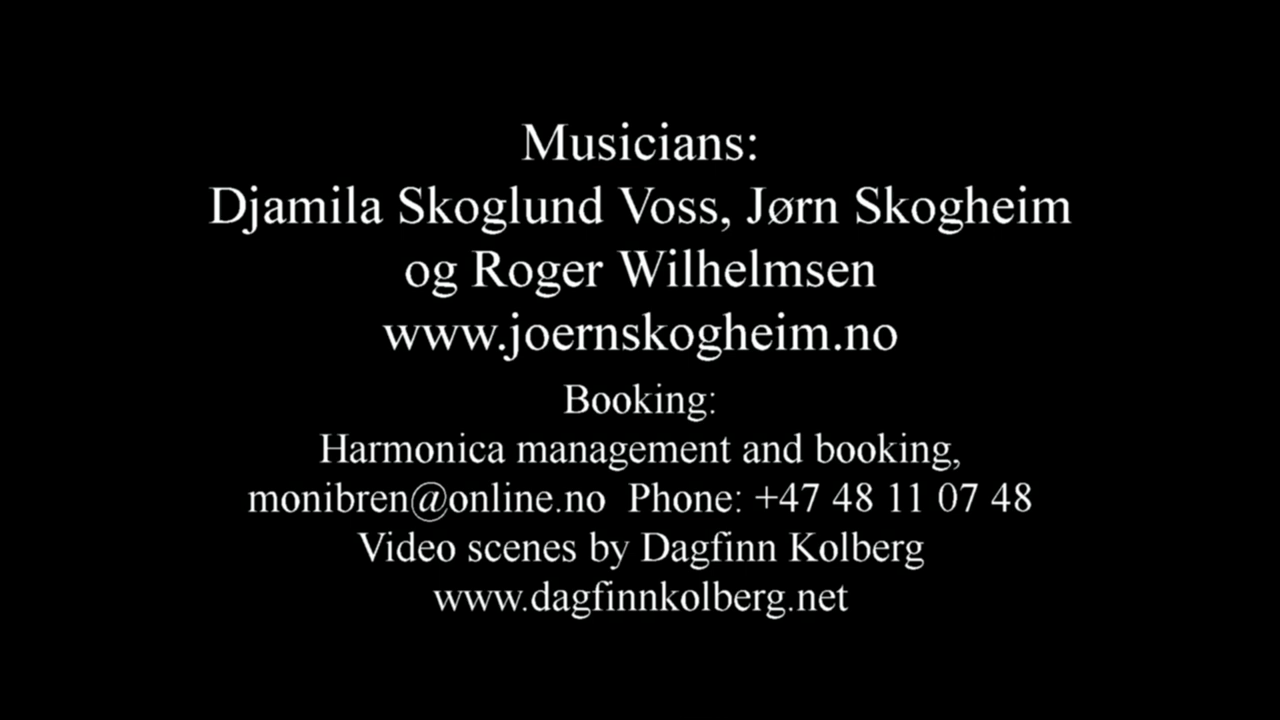 Musicians:
Djamila Skoglund Voss, Jørn Skogheim
og Roger Wilhelmsen
www.joernskogheim.no
Booking:
Harmonica management and booking,
monibren@online.no  Phone: +47 48 11 07 48
Video scenes by Dagfinn Kolberg
www.dagfinnkolberg.net